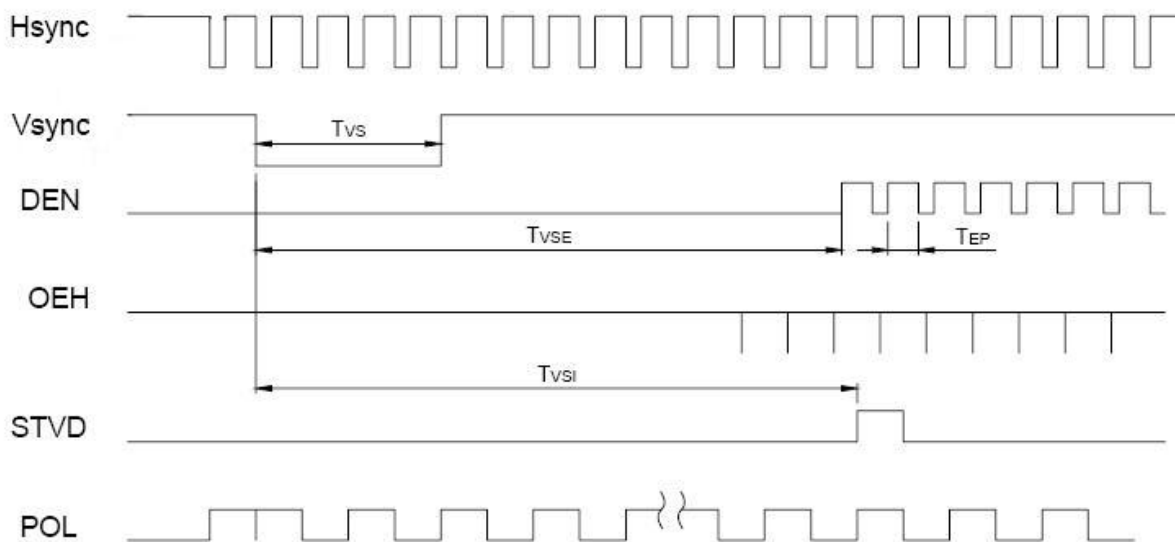 Hsync
Vsync
TVS
DEN
TVSE
TEP
OEH
TVSI
STVD
POL